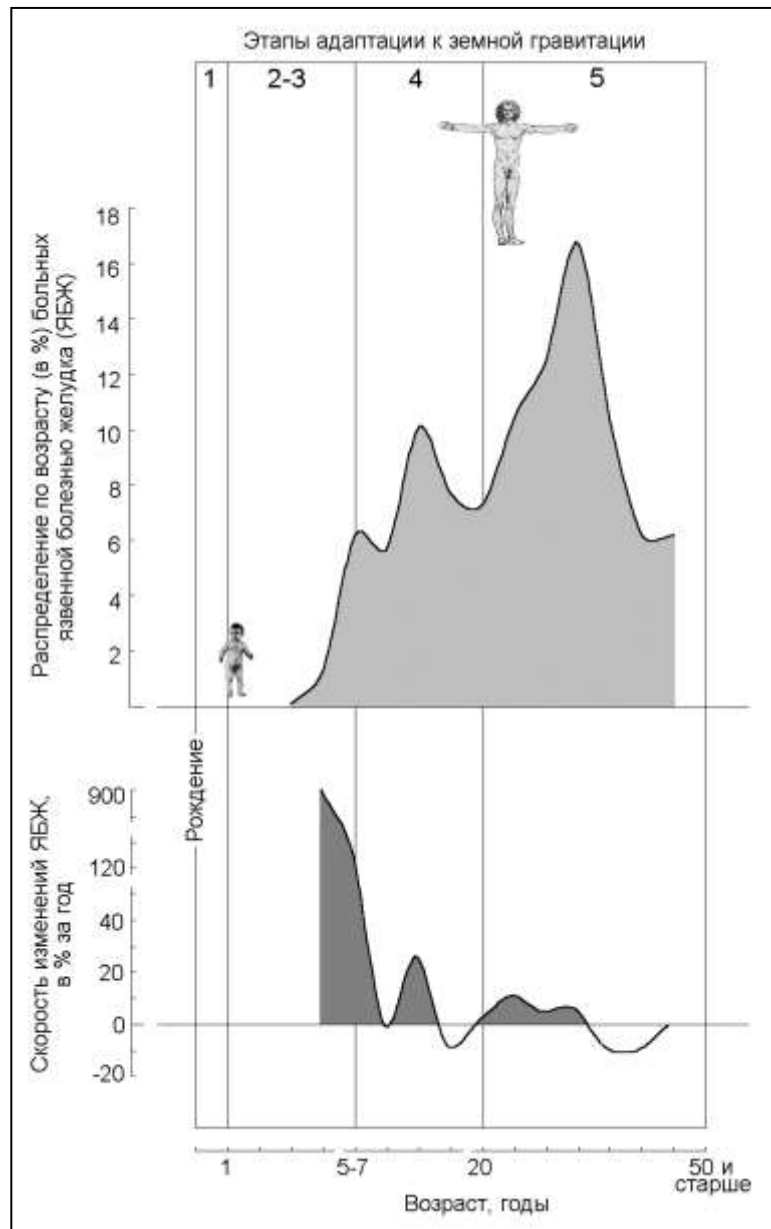 Этапы адаптации к земной гравитации
1
2-3
4
5
Распределение по возрасту (в %) больных
язвенной болезнью желудка (ЯБЖ)
18
16
14
12
10
8
6
4
2
Рождение
Скорость изменений ЯБЖ,
в % за год
900
120
40
20
0
-20
1
5-7
20
50 и
старше
Возраст, годы